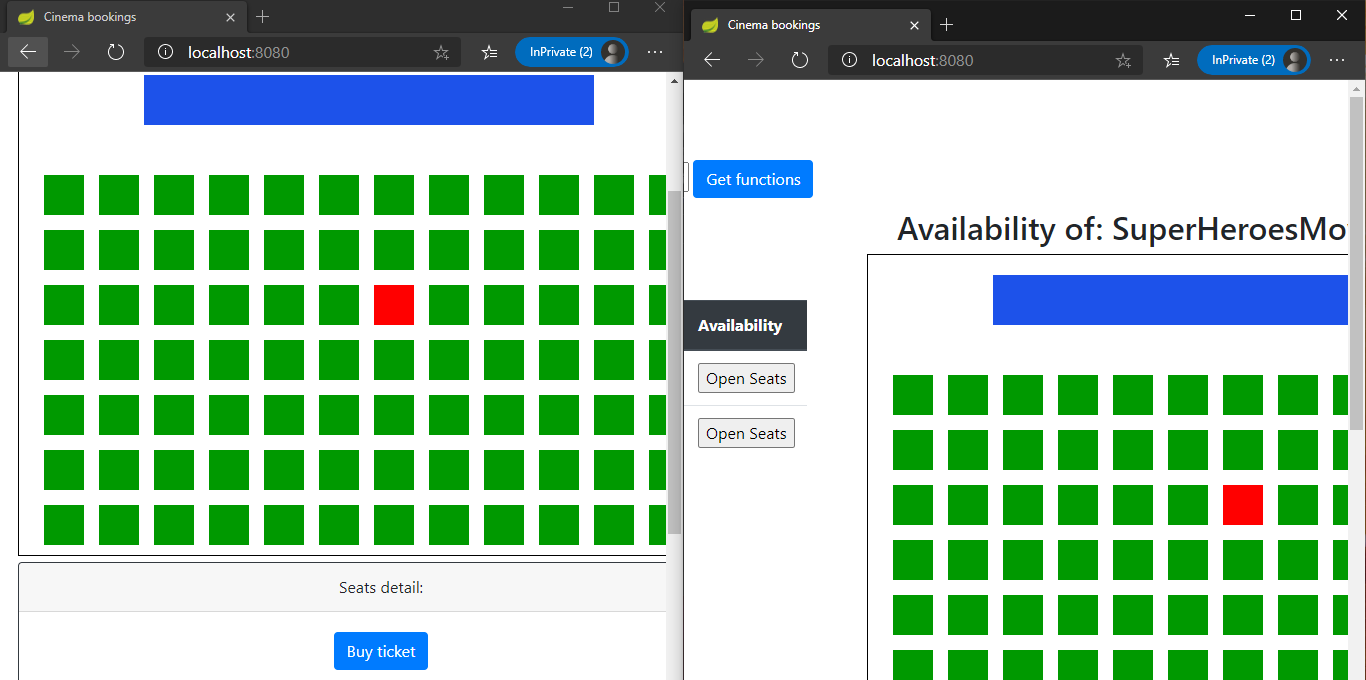 Cinema bookings
localhost:8080
InPrivate (2)
Seats detail:
Buy ticket
Cinema bookings
localhost:8080
InPrivate (2)
Get functions
Availability of: SuperHeroesMo
Availability
Open Seats
Open Seats